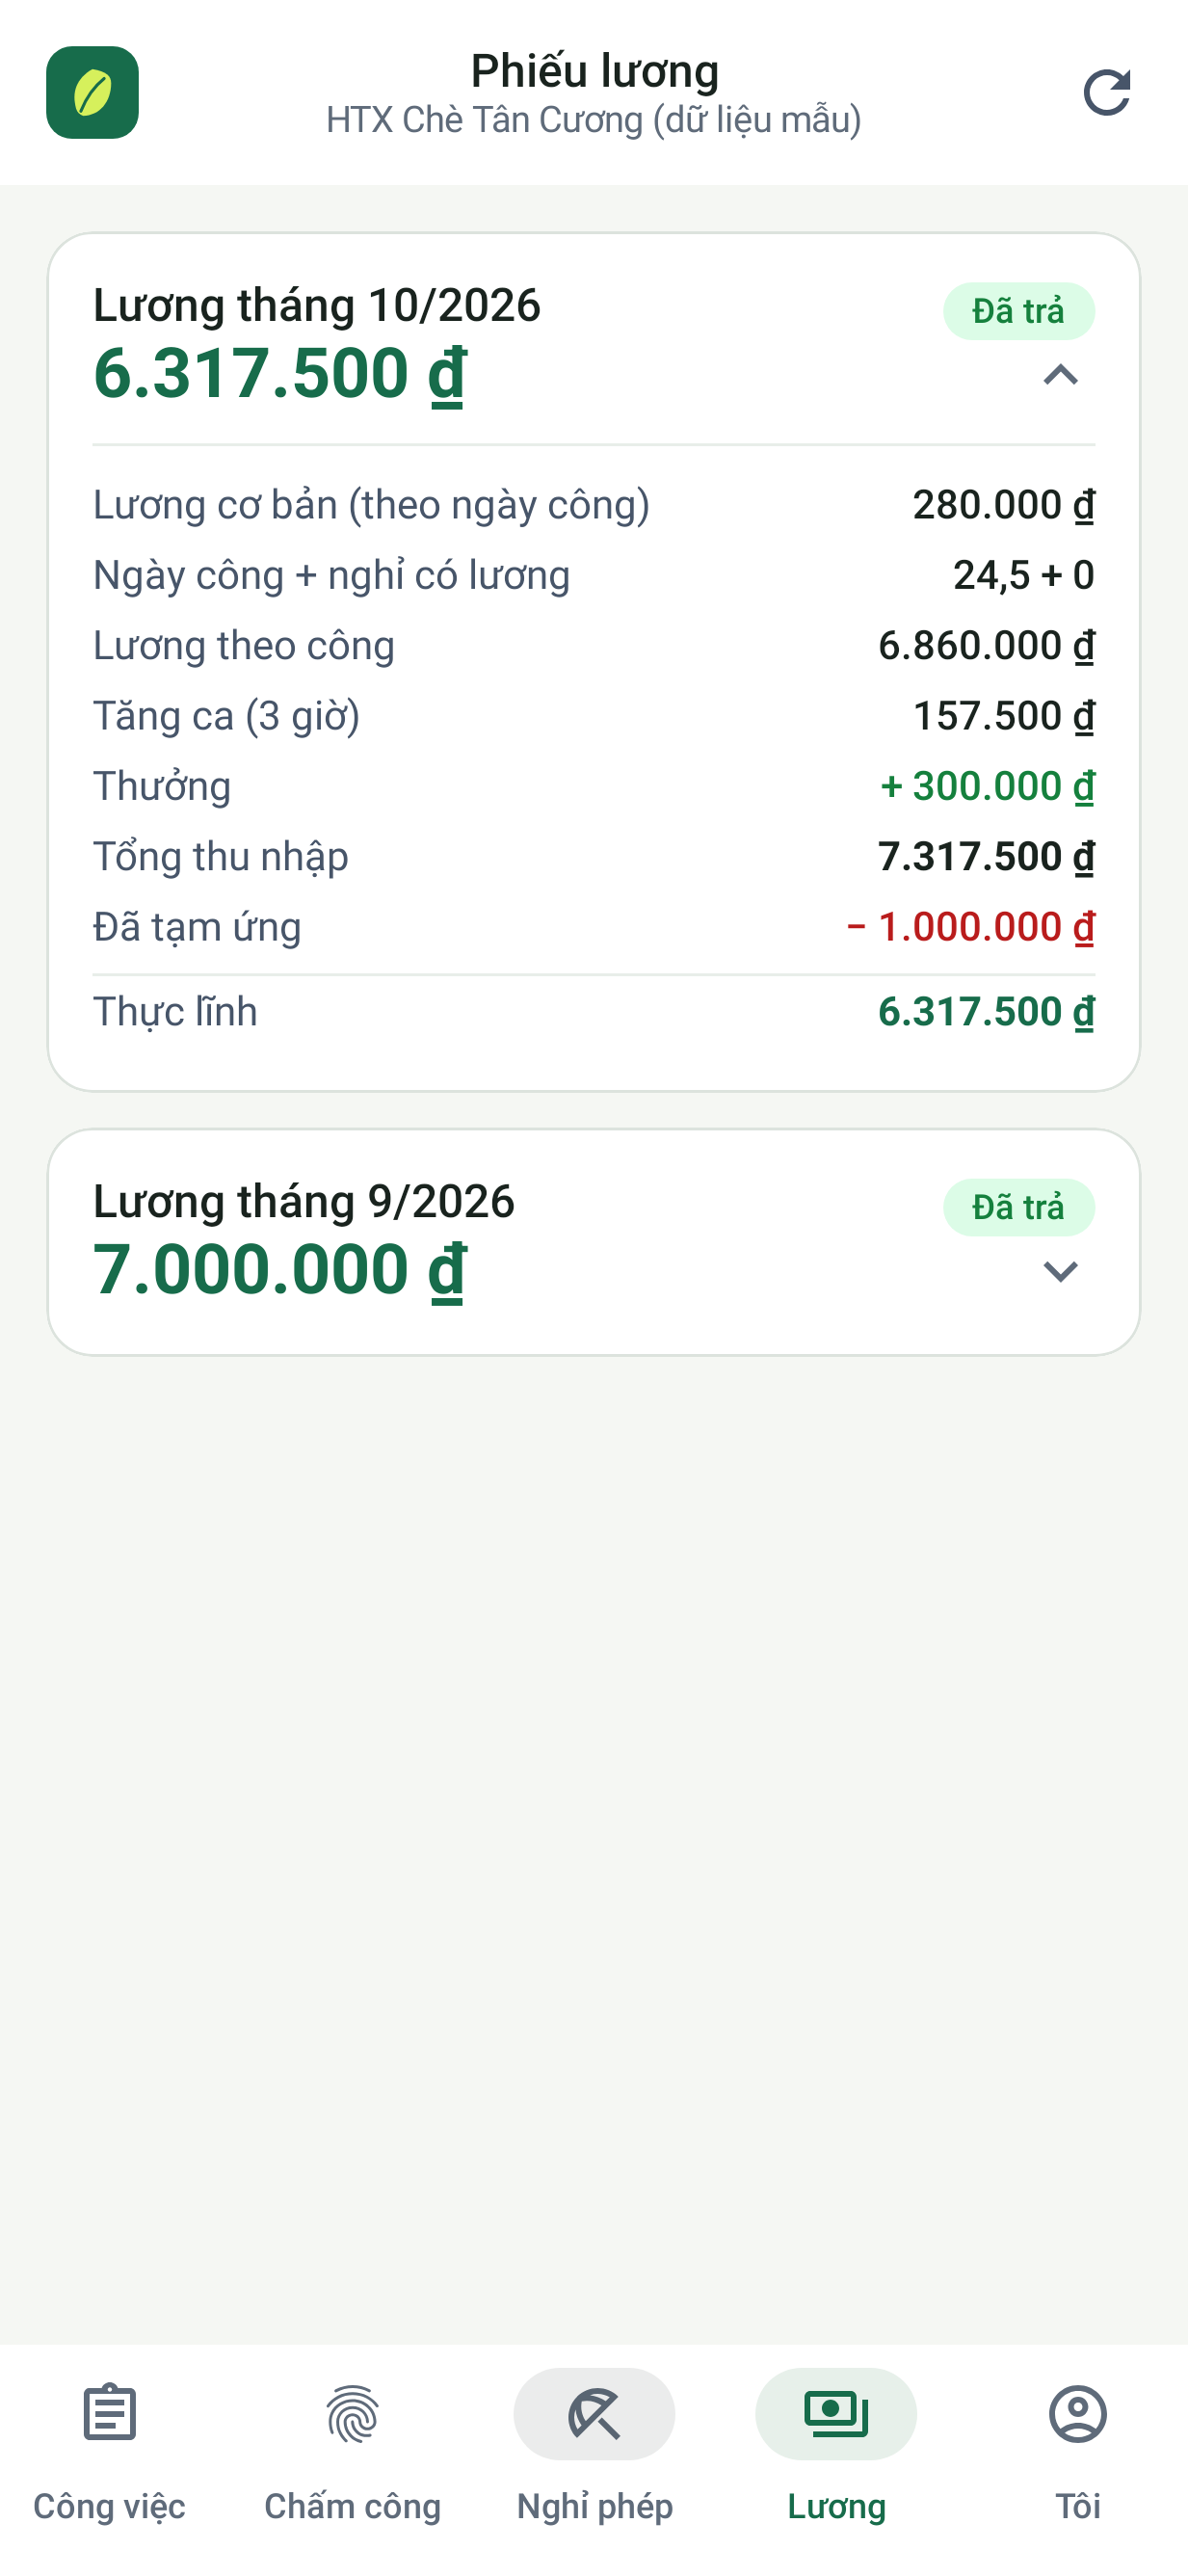 Phiếu lương
HTX Chè Tân Cương (dữ liệu mẫu)
Lương tháng 10/2026
Đã trả
6.317.500 ₫
Lương cơ bản (theo ngày công) 280.000 ₫
Ngày công + nghỉ có lương 24,5 + 0
Lương theo công 6.860.000 ₫
Tăng ca (3 giờ) 157.500 ₫
Thưởng + 300.000 ₫
Tổng thu nhập 7.317.500 ₫
Đã tạm ứng − 1.000.000 ₫
Thực lĩnh 6.317.500 ₫
Lương tháng 9/2026
Đã trả
7.000.000 ₫
Công việc Chấm công Nghỉ phép Lương Tôi